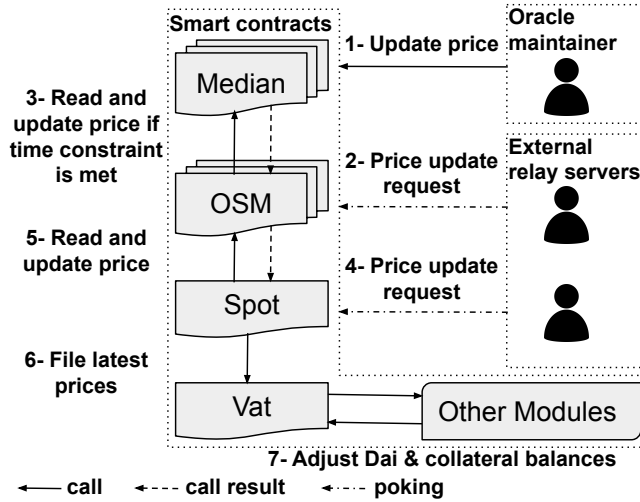 Smart contracts
Oracle
maintainer
1- Update price
Median
3- Read and
update price if
time constraint
is met
External
relay servers
2- Price update
request
OSM
5- Read and
update price
4- Price update
request
Spot
6- File latest
prices
Vat
Other Modules
7- Adjust Dai & collateral balances
call
call result
poking